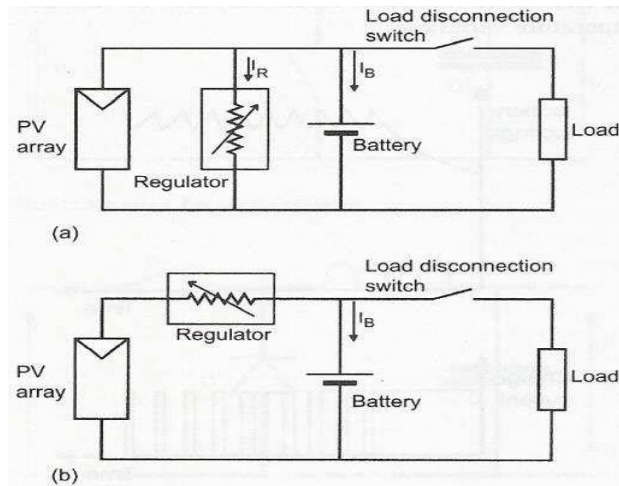 Load disconnection
switch
I_R
I_B
PV
array
Regulator
Battery
Load
(a)
Load disconnection
switch
Regulator
I_B
PV
array
Battery
Load
(b)